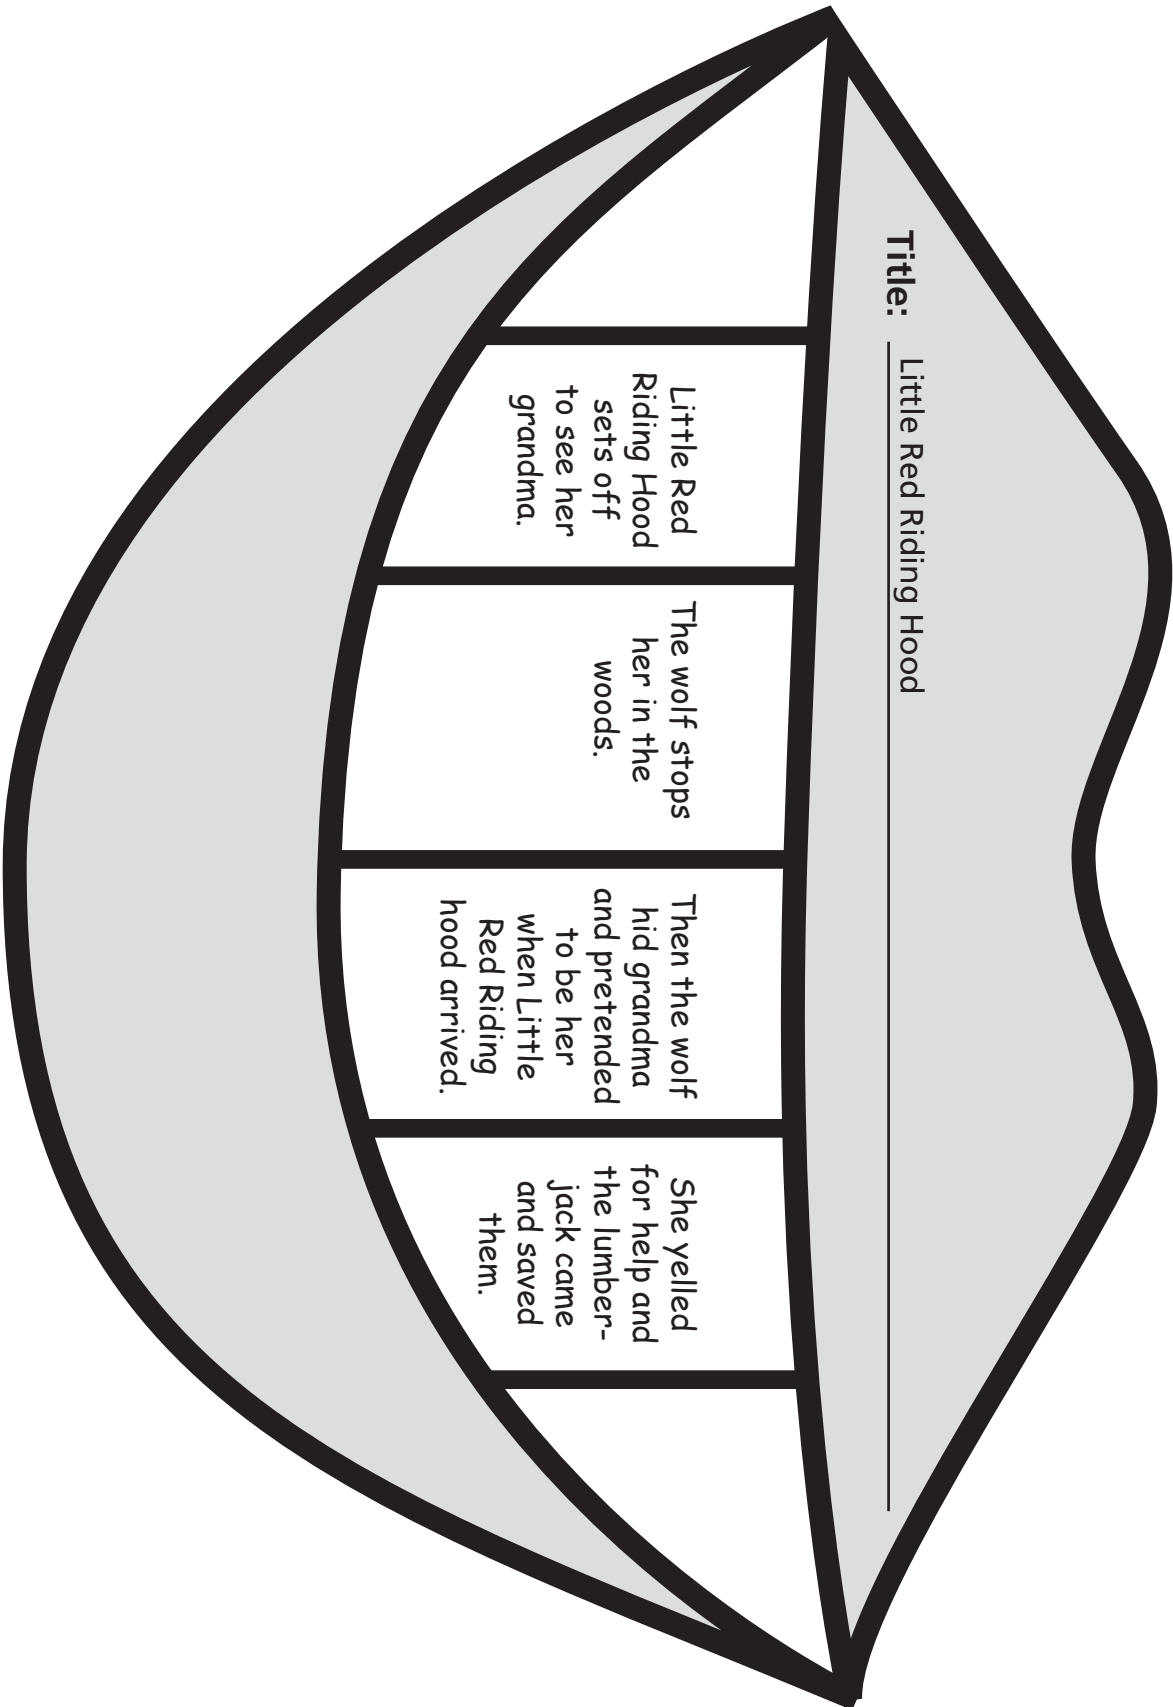 Title: Little Red Riding Hood
Little Red
Riding Hood
sets off
to see her
grandma.
The wolf stops
her in the
woods.
Then the wolf
hid grandma
and pretended
to be her
when Little
Red Riding
hood arrived.
She yelled
for help and
the lumber-
jack came
and saved
them.